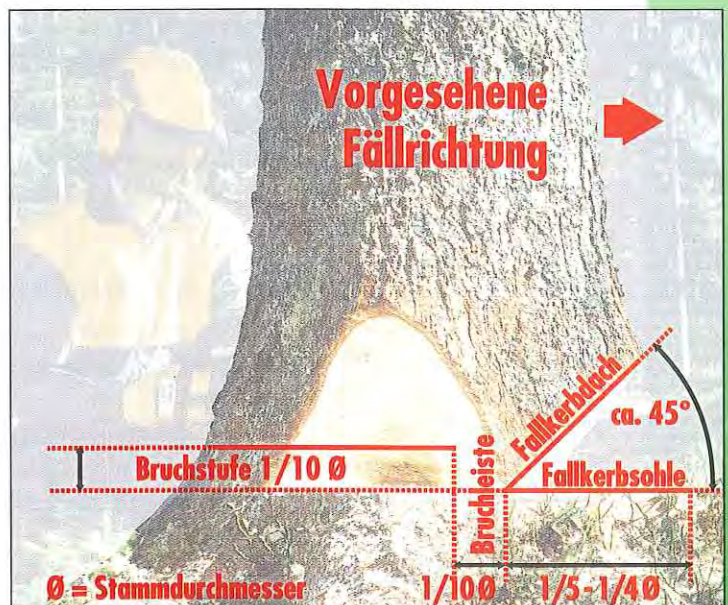 Vorgesehene
Fällrichtung
Fallkerbdach
ca. 45°
Bruchstufe 1/10 Ø
Bruchleiste
Fallkerbsohle
Ø = Stammdurchmesser
1/10 Ø
1/5 - 1/4 Ø